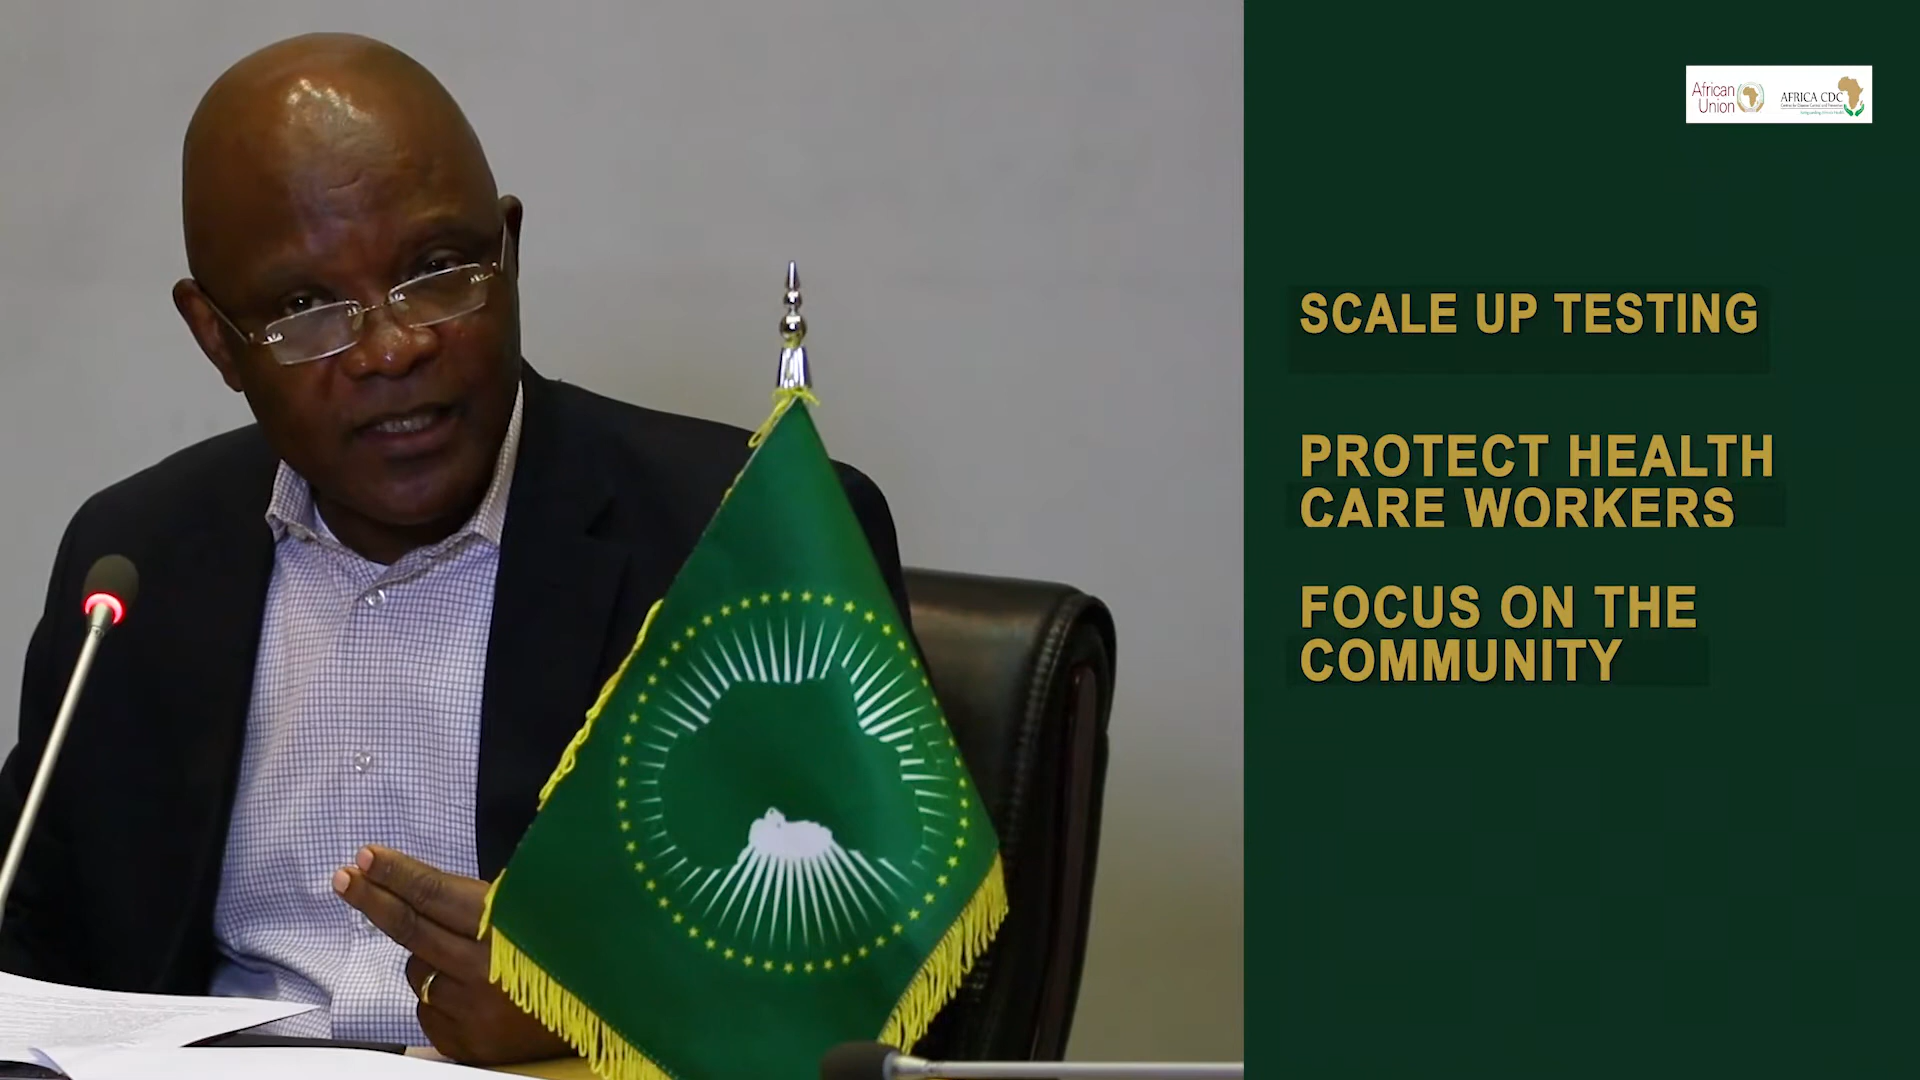 African
Union
AFRICA CDC
SCALE UP TESTING
PROTECT HEALTH
CARE WORKERS
FOCUS ON THE
COMMUNITY